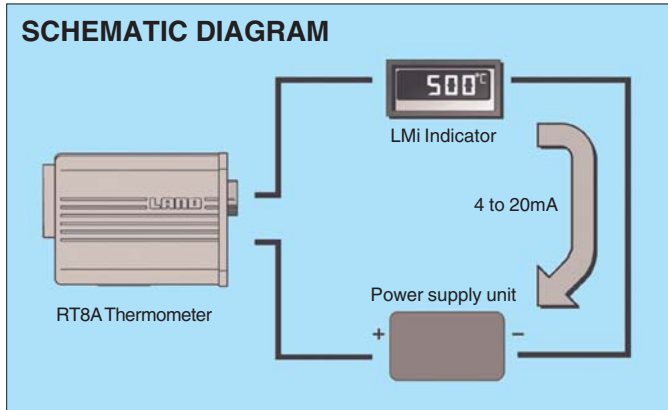 SCHEMATIC DIAGRAM
500°C
LMi Indicator
LAND
4 to 20mA
RT8A Thermometer
Power supply unit
+ −